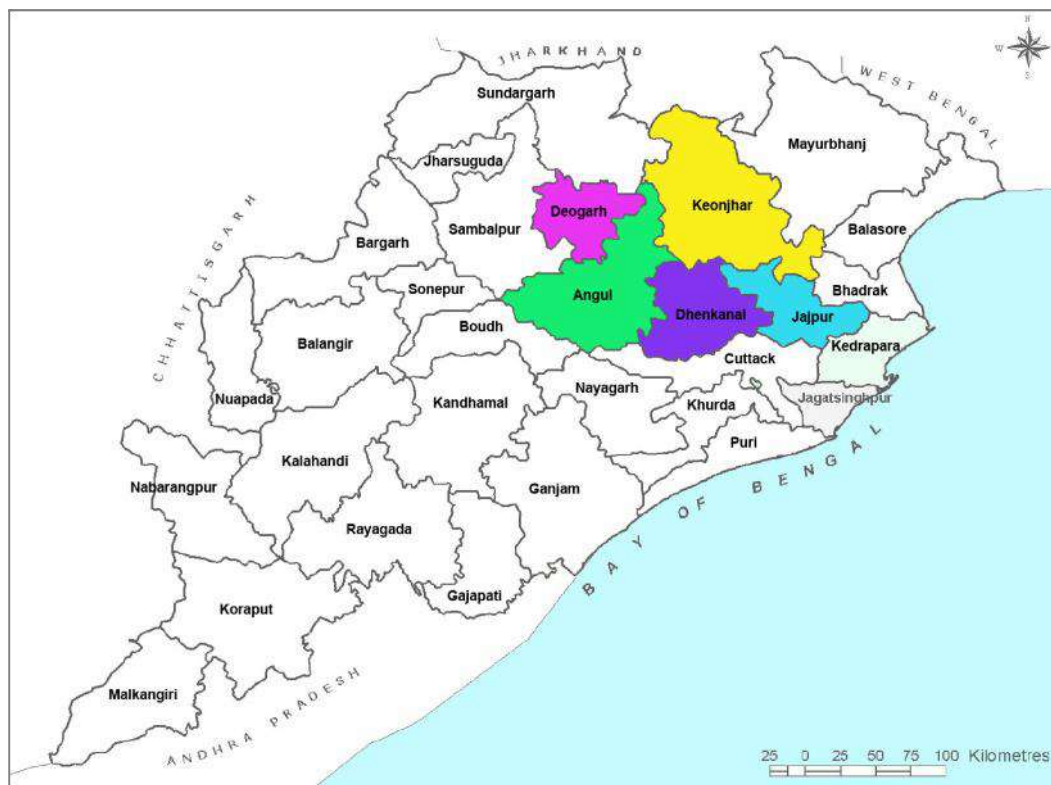 JHARKHAND
WEST BENGAL
CHHATTISGARH
N
W
E
S
Sundargarh
Mayurbhanj
Jharsuguda
Keonjhar
Deogarh
Sambalpur
Balasore
Bargarh
Sonepur
Angul
Bhadrak
Dhenkanal
Jajpur
Boudh
Balangir
Kedrapara
Cuttack
Nayagarh
Jagatsinghpur
Nuapada
Kandhamal
Khurda
Puri
Kalahandi
Nabarangpur
Ganjam
Rayagada
Gajapati
Koraput
Malkangiri
BAY OF BENGAL
ANDHRA PRADESH
25 0 25 50 75 100 Kilometres